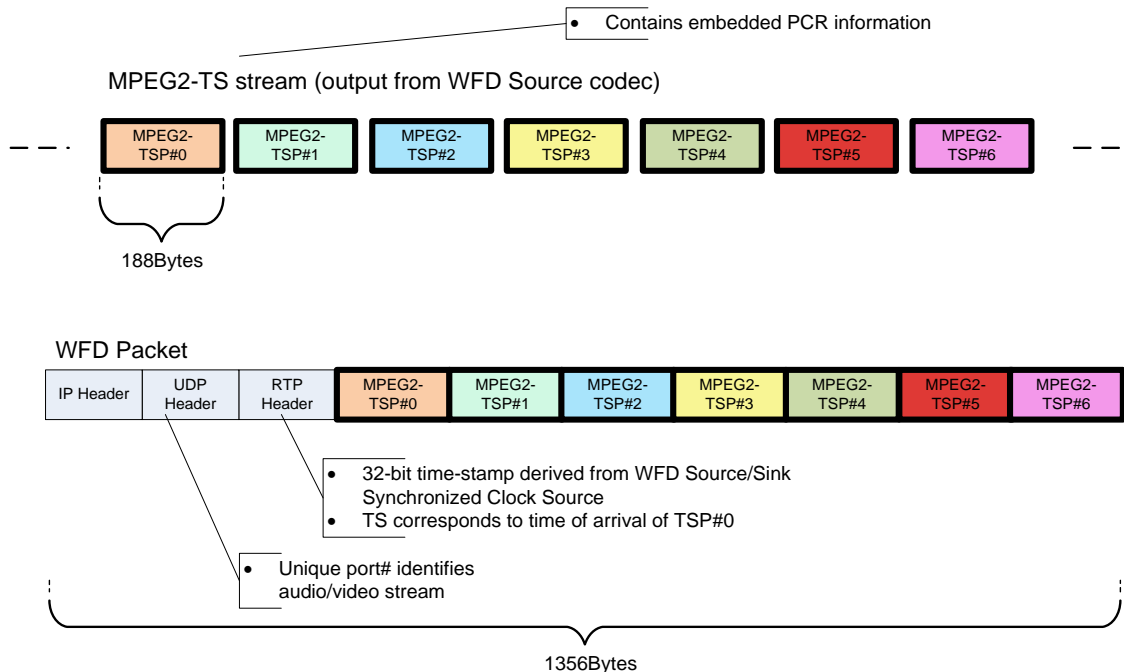 • Contains embedded PCR information
MPEG2-TS stream (output from WFD Source codec)
MPEG2-
TSP#0
MPEG2-
TSP#1
MPEG2-
TSP#2
MPEG2-
TSP#3
MPEG2-
TSP#4
MPEG2-
TSP#5
MPEG2-
TSP#6
188Bytes
WFD Packet
IP Header
UDP
Header
RTP
Header
MPEG2-
TSP#0
MPEG2-
TSP#1
MPEG2-
TSP#2
MPEG2-
TSP#3
MPEG2-
TSP#4
MPEG2-
TSP#5
MPEG2-
TSP#6
• 32-bit time-stamp derived from WFD Source/Sink
Synchronized Clock Source
• TS corresponds to time of arrival of TSP#0
• Unique port# identifies
audio/video stream
1356Bytes